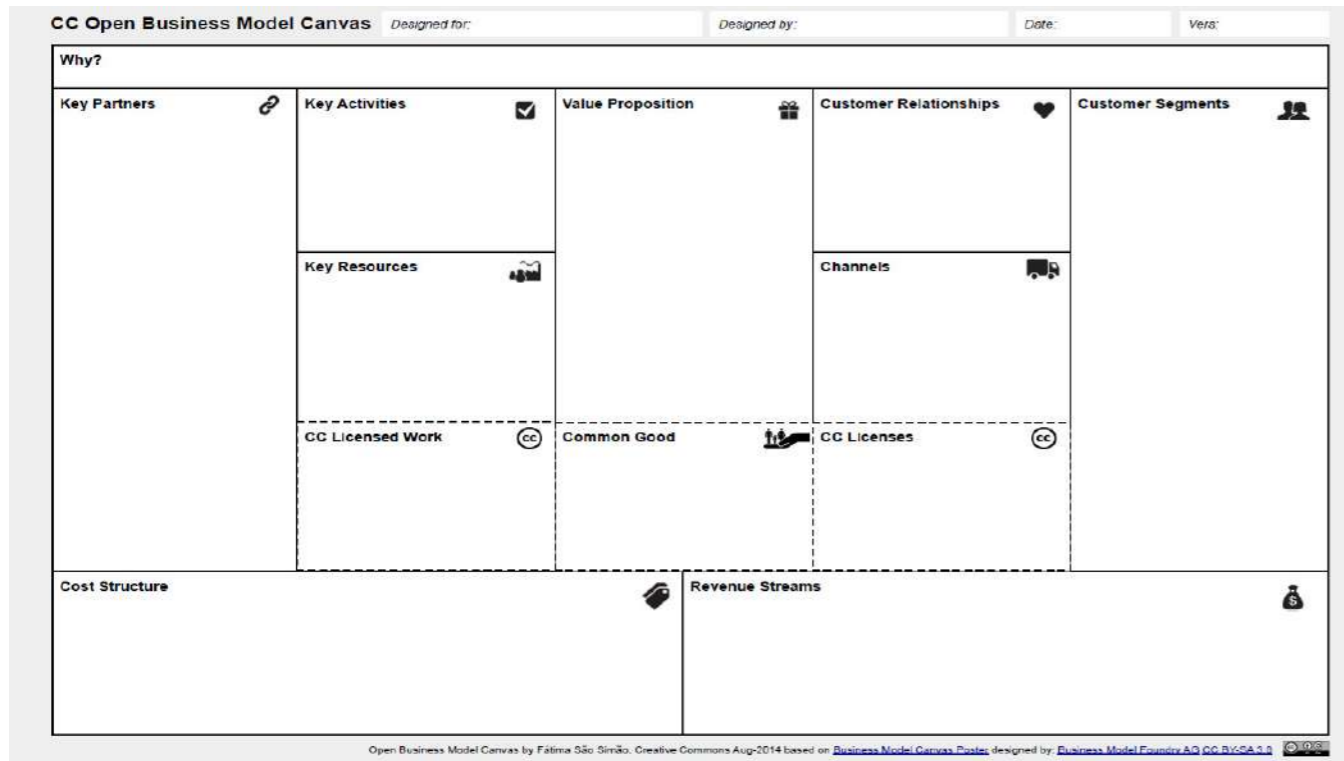 CC Open Business Model Canvas Designed for: Designed by: Date: Vers:
Why?
Key Partners
Key Activities
Value Proposition
Customer Relationships
Customer Segments
Key Resources
Channels
CC Licensed Work
cc
Common Good
CC Licenses
cc
Cost Structure
Revenue Streams
$
Open Business Model Canvas by Fátima São Simão, Creative Commons Aug-2014 based on Business Model Canvas Poster designed by: Business Model Foundry AG CC BY-SA 3.0